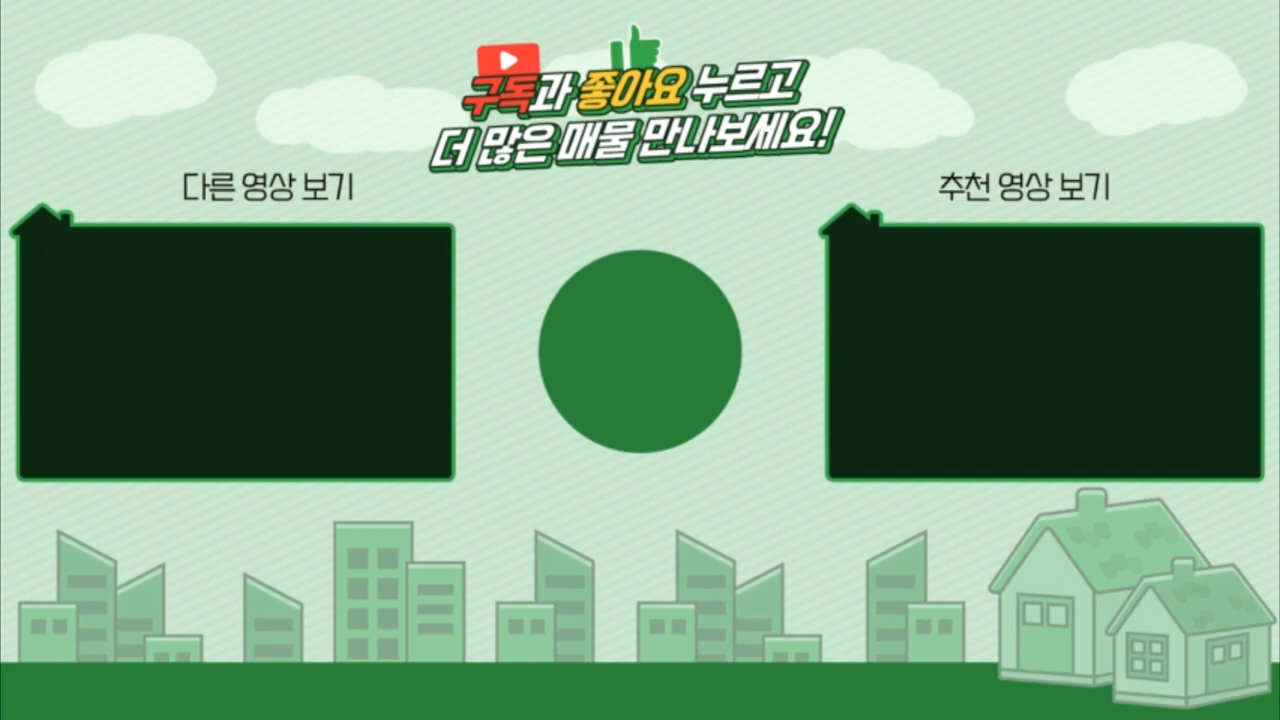 구독과 좋아요 누르고
더 많은 매물 만나보세요!
다른 영상 보기
추천 영상 보기